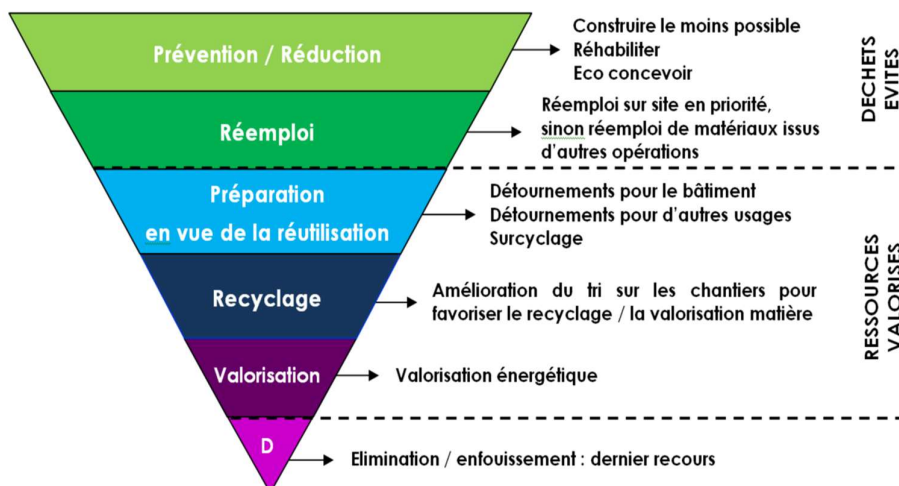 Prévention / Réduction
Construire le moins possible
Réhabiliter
Eco concevoir
Réemploi
Réemploi sur site en priorité,
sinon réemploi de matériaux issus
d'autres opérations
DECHETS
EVITES
Préparation
en vue de la réutilisation
Détournements pour le bâtiment
Détournements pour d'autres usages
Surcyclage
Recyclage
Amélioration du tri sur les chantiers pour
favoriser le recyclage / la valorisation matière
Valorisation
Valorisation énergétique
RESSOURCES
VALORISES
D
Elimination / enfouissement : dernier recours